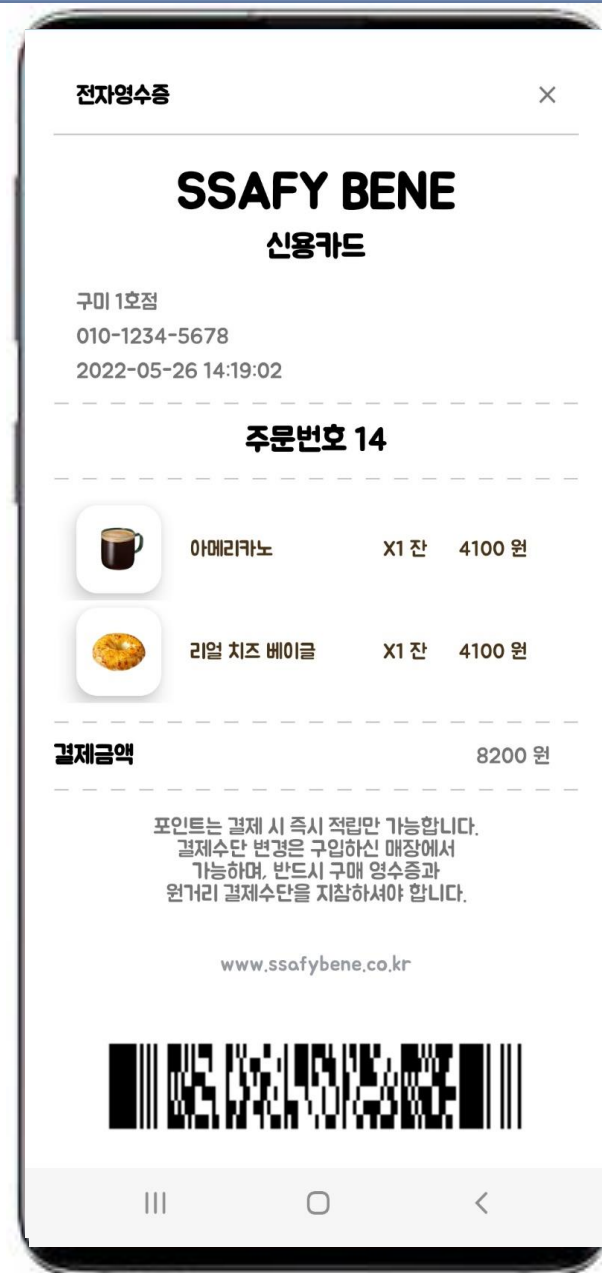 전자영수증
SSAFY BENE
신용카드
구미 1호점
010-1234-5678
2022-05-26 14:19:02
주문번호 14
아메리카노 X1 잔 4100 원
리얼 치즈 베이글 X1 잔 4100 원
결제금액 8200 원
포인트는 결제 시 즉시 적립만 가능합니다.
결제수단 변경은 구입하신 매장에서
가능하며, 반드시 구매 영수증과
원거리 결제수단을 지참하셔야 합니다.
www.ssafybene.co.kr